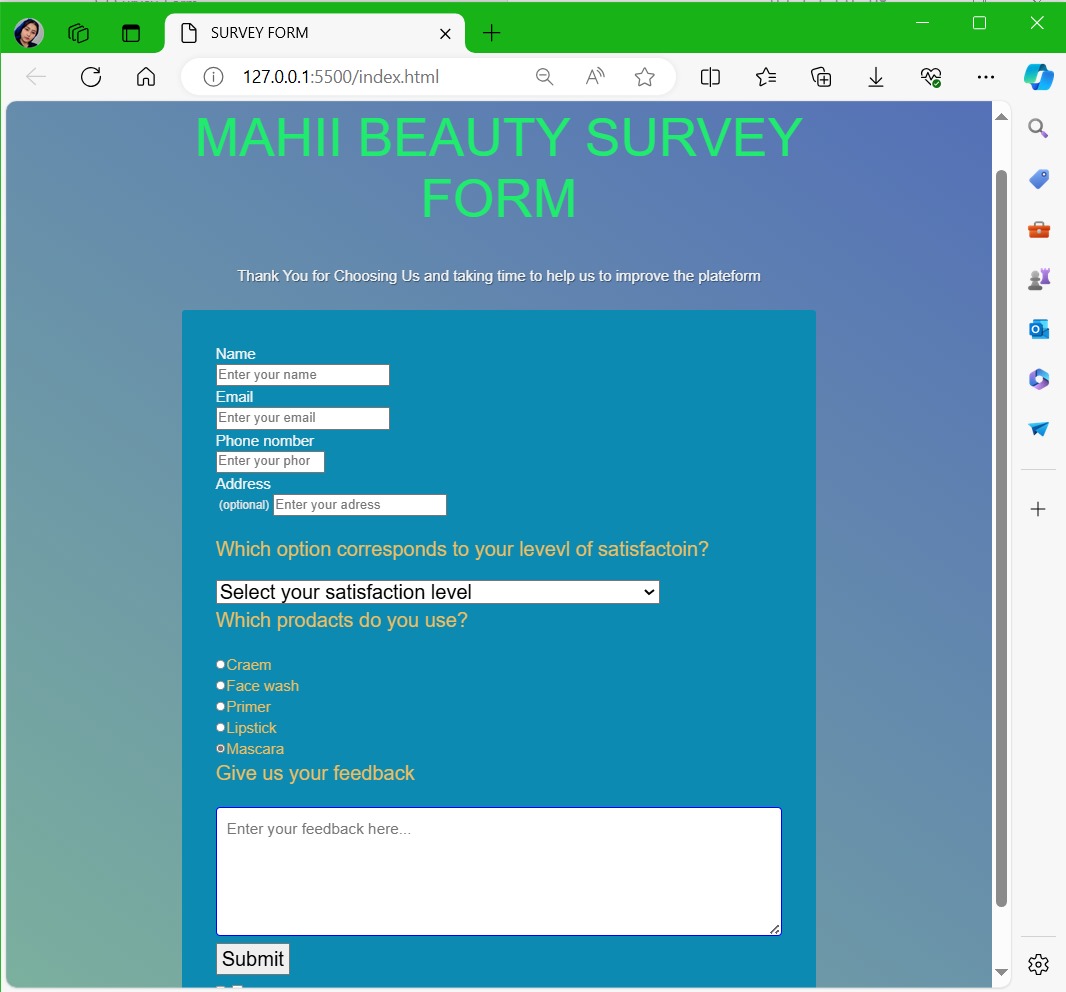 SURVEY FORM
127.0.0.1:5500/index.html
MAHII BEAUTY SURVEY
FORM
Thank You for Choosing Us and taking time to help us to improve the plateform
Name
Enter your name
Email
Enter your email
Phone nomber
Enter your phor
Address
(optional) Enter your adress
Which option corresponds to your levevl of satisfactoin?
Select your satisfaction level
Which prodacts do you use?
Craem
Face wash
Primer
Lipstick
Mascara
Give us your feedback
Enter your feedback here...
Submit